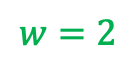 w = 2